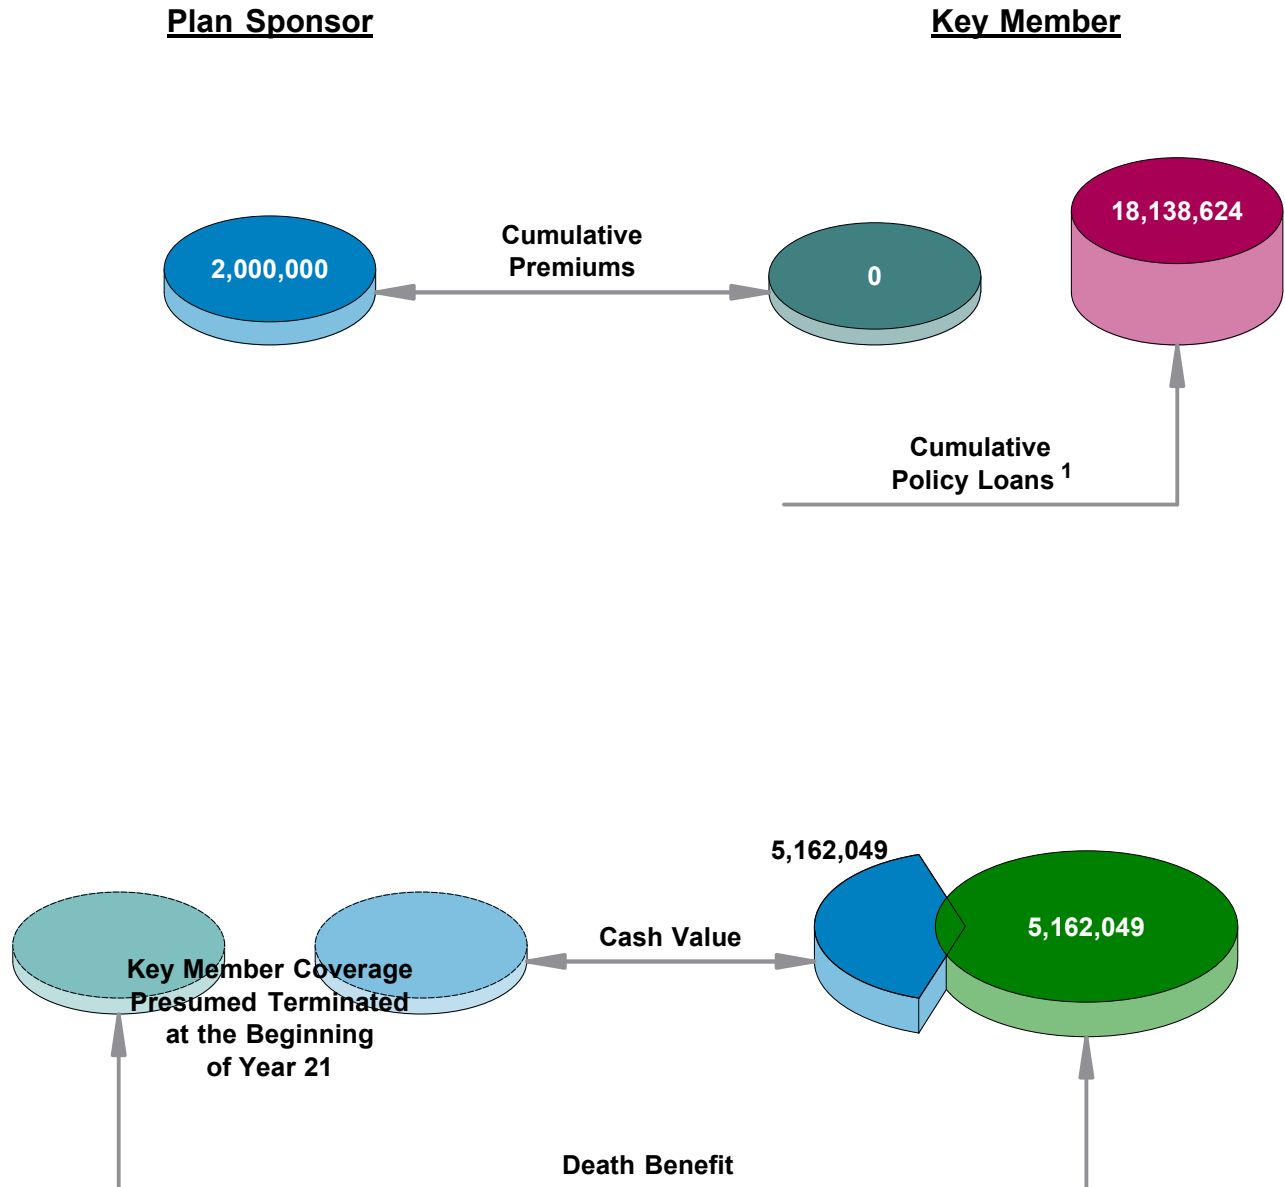 Plan Sponsor
Key Member
2,000,000
Cumulative
Premiums
0
18,138,624
Cumulative
Policy Loans 1
5,162,049
5,162,049
Cash Value
Key Member Coverage
Presumed Terminated
at the Beginning
of Year 21
Death Benefit